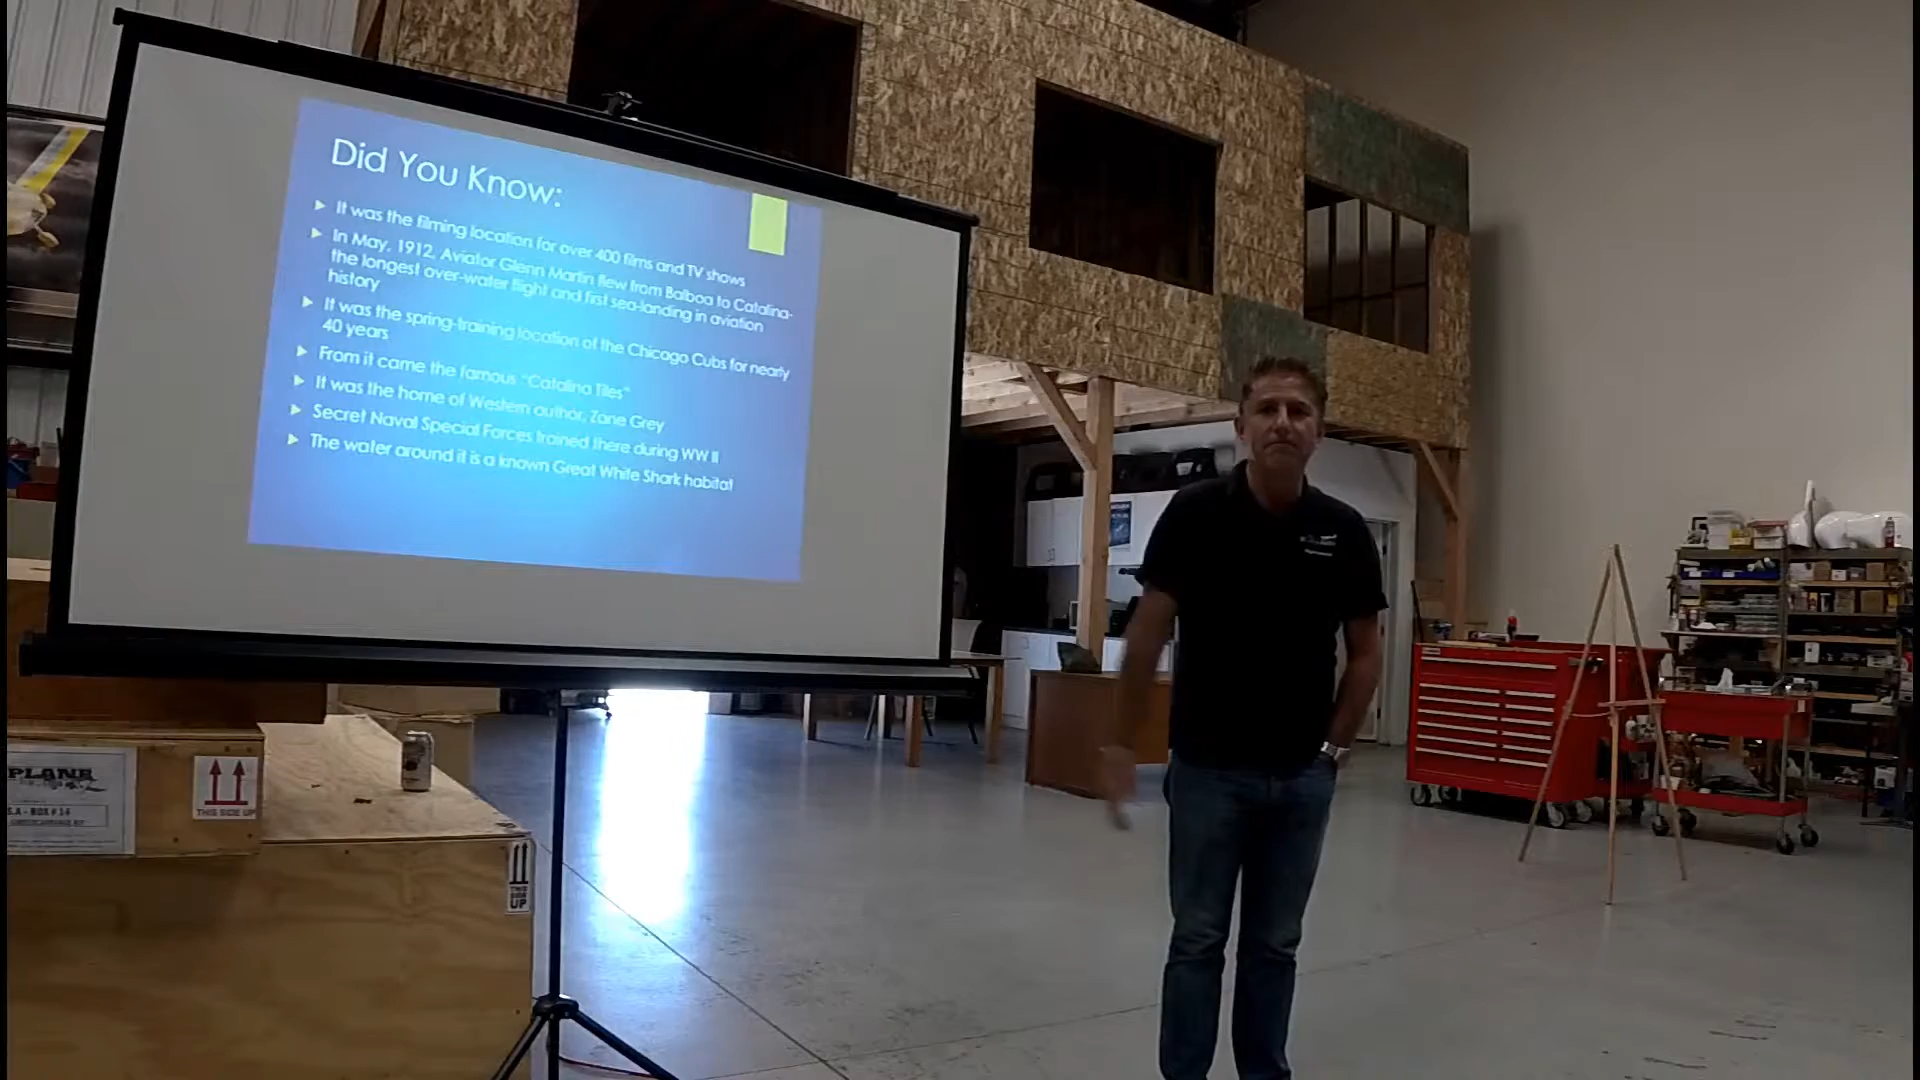 Did You Know:
It was the filming location for over 400 films and TV shows
In May, 1912, Aviator Glenn Martin flew from Balboa to Catalina-
the longest over-water flight and first sea-landing in aviation
history
It was the spring-training location of the Chicago Cubs for nearly
40 years
From it came the famous "Catalina Tiles"
It was the home of Western author, Zane Grey
Secret Naval Special Forces trained there during WW II
The water around it is a known Great White Shark habitat
PLANE
S.A - BOX # 14
THIS SIDE UP
THIS
SIDE
UP